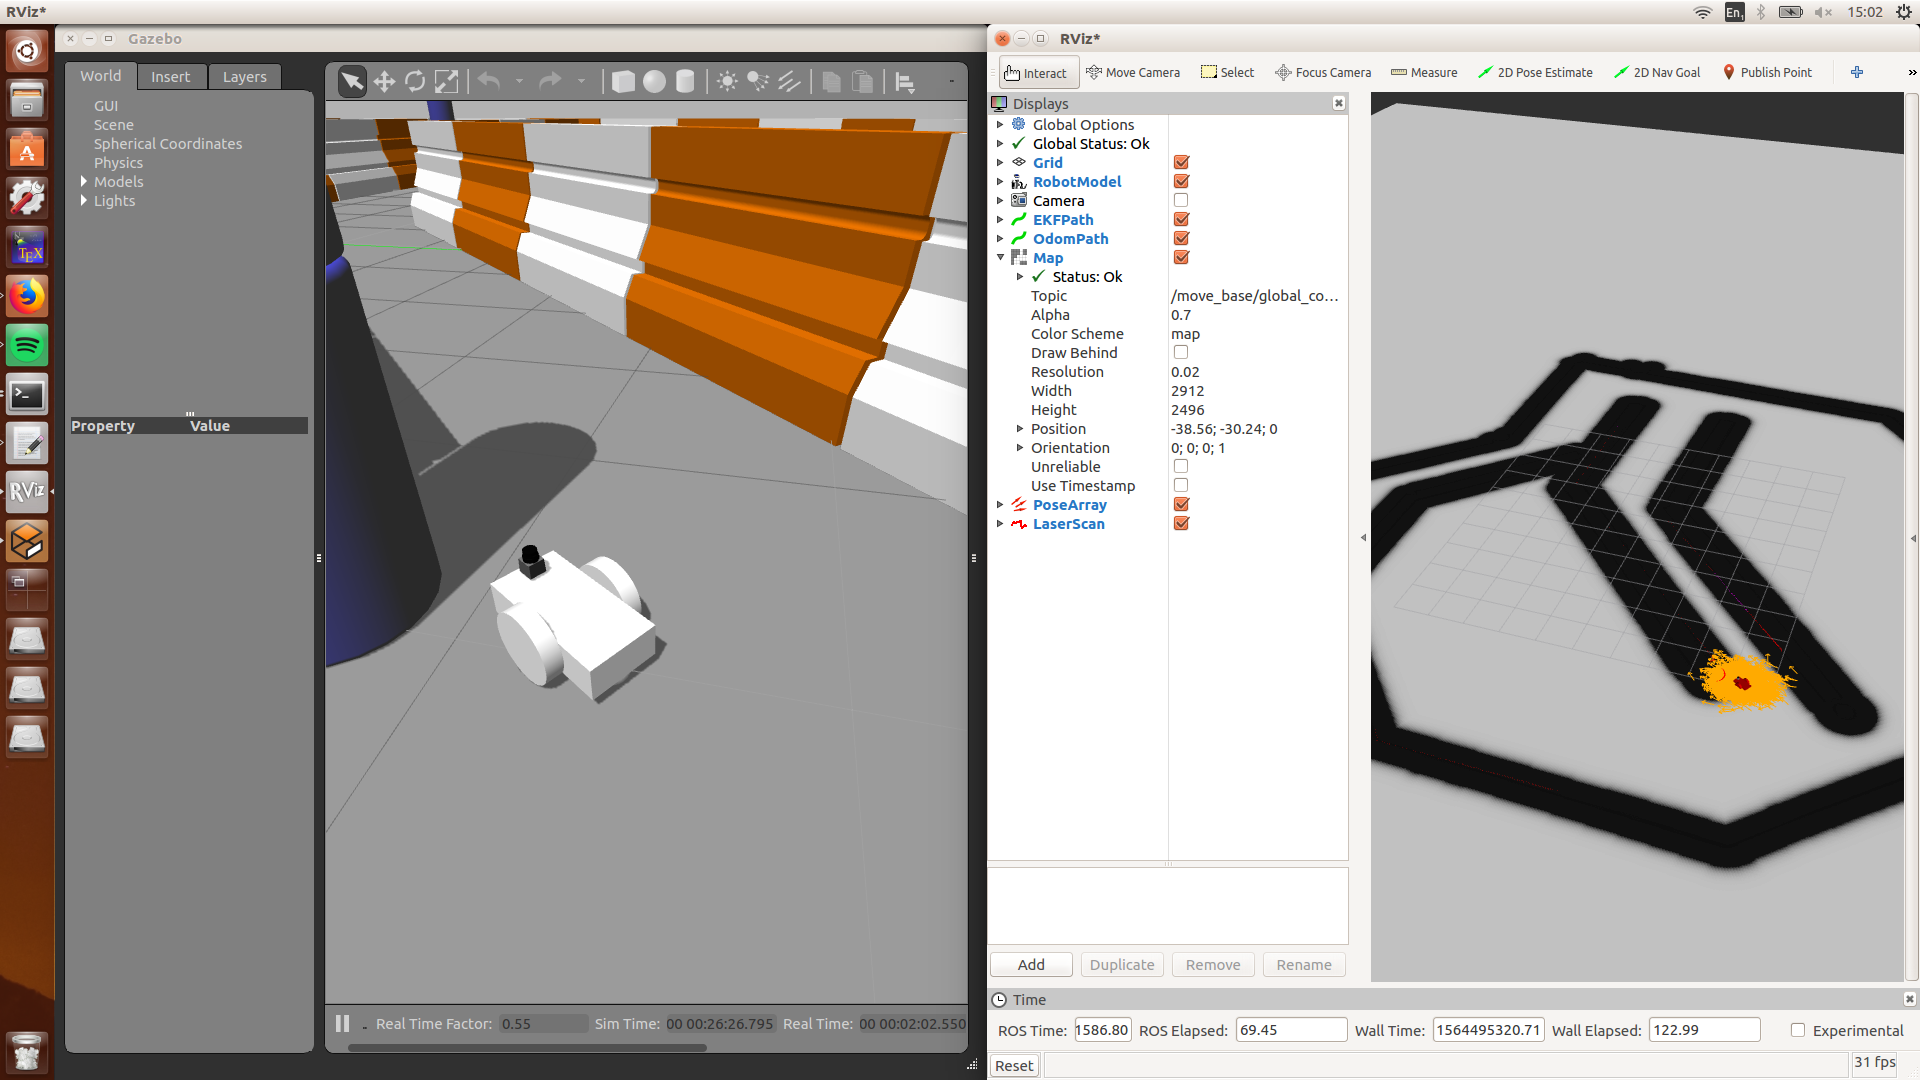 RViz*
En1
15:02
Gazebo
World Insert Layers
GUI
Scene
Spherical Coordinates
Physics
Models
Lights
Property Value
TEX
RViz
Real Time Factor: 0.55 Sim Time: 00 00:26:26.795 Real Time: 00 00:02:02.550
RViz*
Interact Move Camera Select Focus Camera Measure 2D Pose Estimate 2D Nav Goal Publish Point »
Displays
Global Options
Global Status: Ok
Grid
RobotModel
Camera
EKFPath
OdomPath
Map
Status: Ok
Topic /move_base/global_co...
Alpha 0.7
Color Scheme map
Draw Behind
Resolution 0.02
Width 2912
Height 2496
Position -38.56; -30.24; 0
Orientation 0; 0; 0; 1
Unreliable
Use Timestamp
PoseArray
LaserScan
Add Duplicate Remove Rename
Time
ROS Time: 1586.80 ROS Elapsed: 69.45 Wall Time: 1564495320.71 Wall Elapsed: 122.99 Experimental
Reset 31 fps